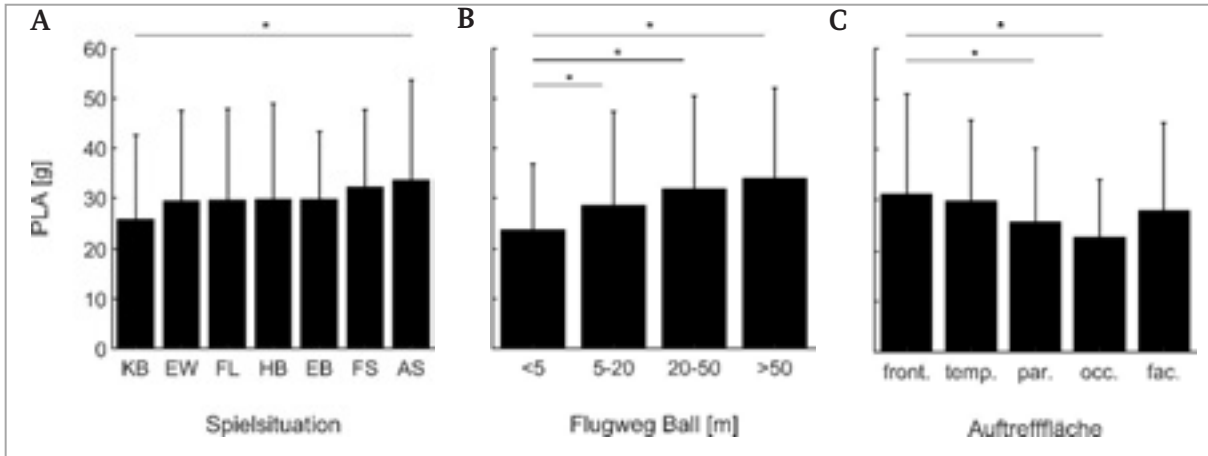 A
B
C
*
*
*
*
*
*
PLA [g]
60
50
40
30
20
10
0
KB EW FL HB EB FS AS
<5 5-20 20-50 >50
front. temp. par. occ. fac.
Spielsituation
Flugweg Ball [m]
Auftrefffläche